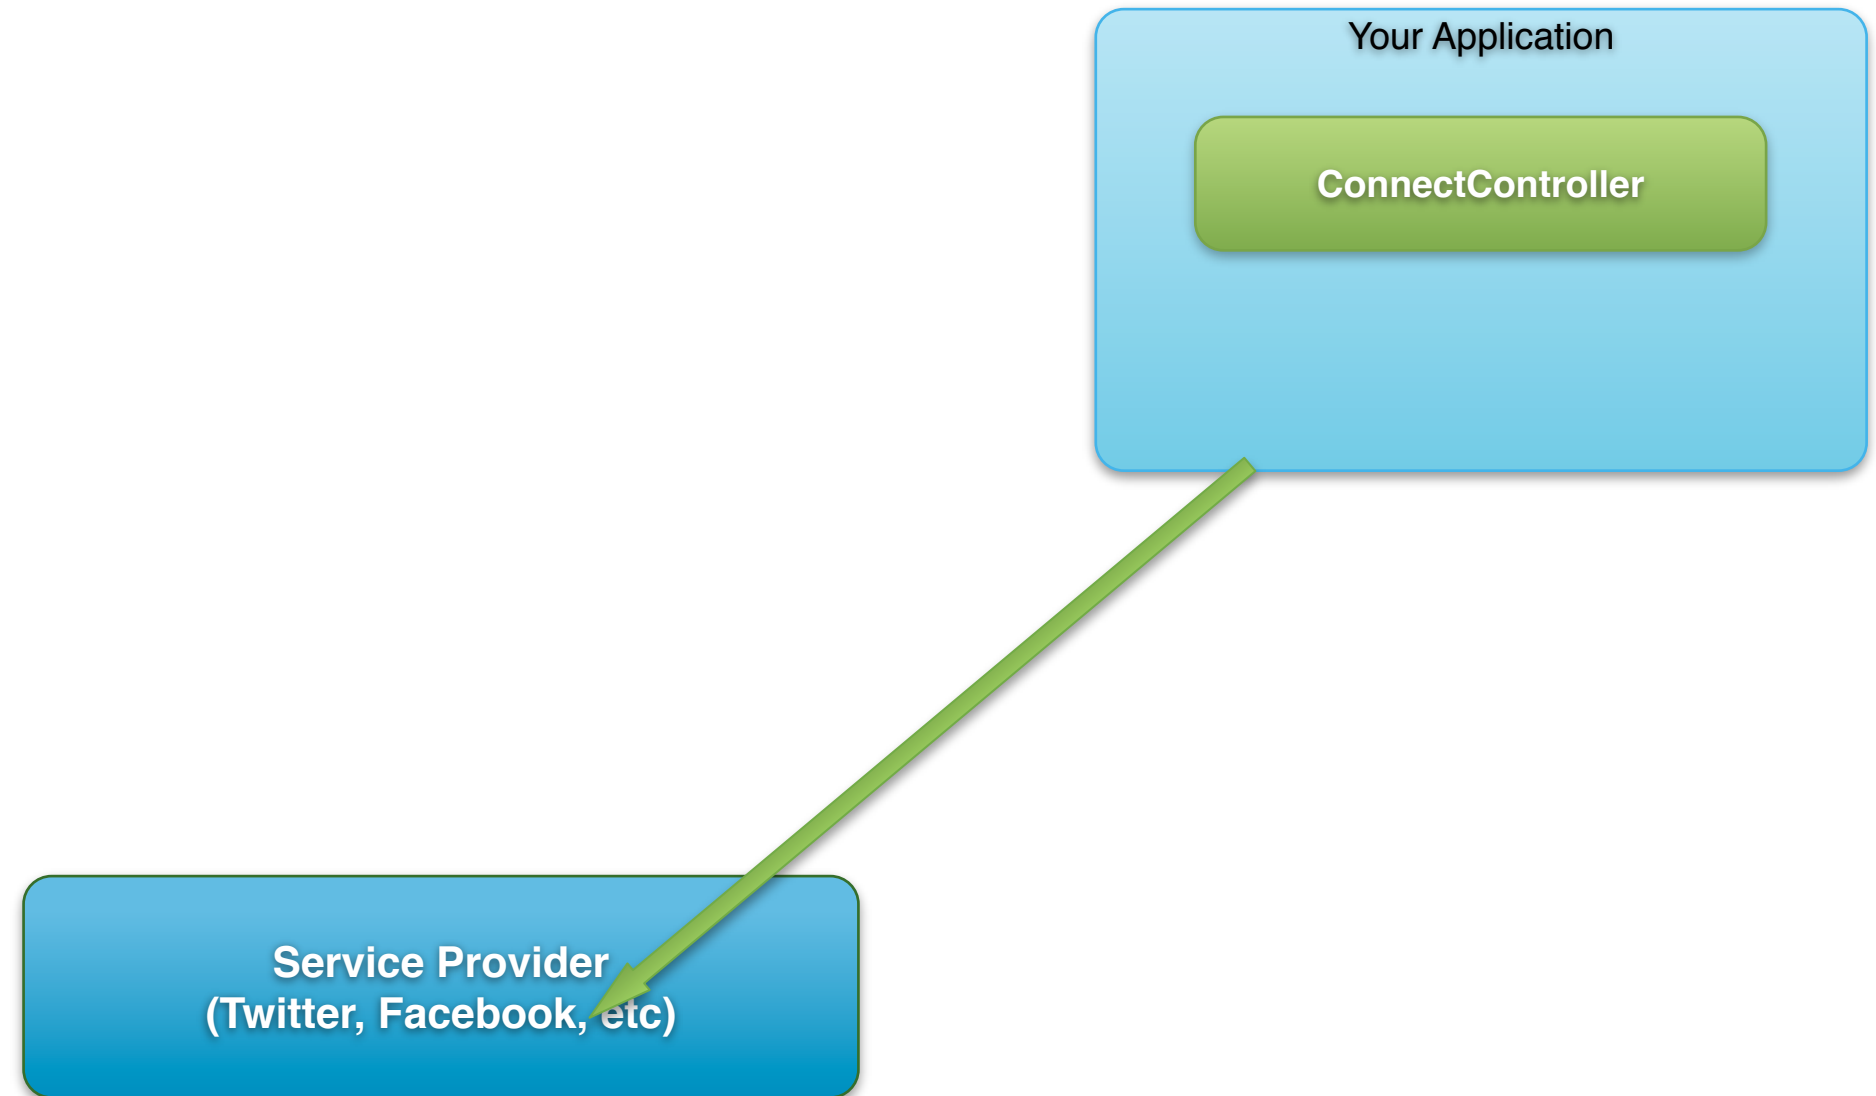 Your Application
ConnectController
Service Provider
(Twitter, Facebook, etc)